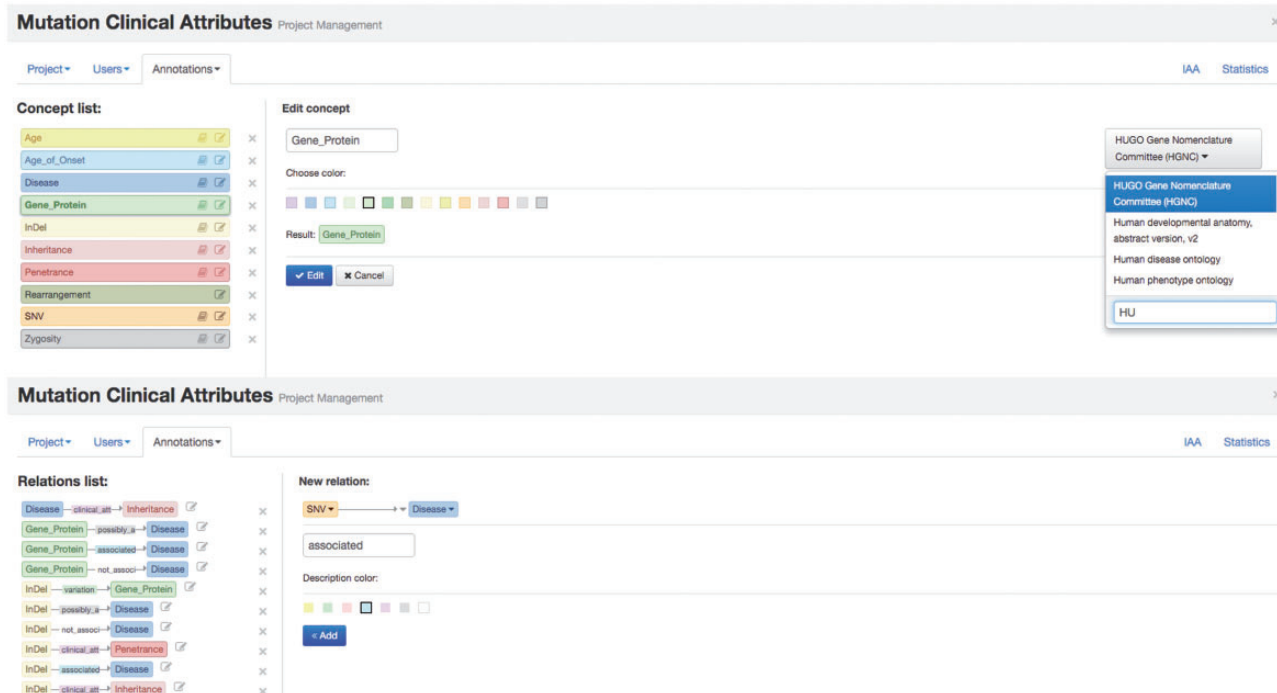 Mutation Clinical Attributes Project Management
Project Users Annotations IAA Statistics
Concept list:
Age
Age_of_Onset
Disease
Gene_Protein
InDel
Inheritance
Penetrance
Rearrangement
SNV
Zygosity
Edit concept
Gene_Protein
Choose color:
Result: Gene_Protein
Edit Cancel
HUGO Gene Nomenclature
Committee (HGNC)
HUGO Gene Nomenclature
Committee (HGNC)
Human developmental anatomy,
abstract version, v2
Human disease ontology
Human phenotype ontology
HU
Mutation Clinical Attributes Project Management
Project Users Annotations IAA Statistics
Relations list:
Disease clinical_att Inheritance
Gene_Protein possibly_a Disease
Gene_Protein associated Disease
Gene_Protein not_associ Disease
InDel variation Gene_Protein
InDel possibly_a Disease
InDel not_associ Disease
InDel clinical_att Penetrance
InDel associated Disease
InDel clinical_att Inheritance
New relation:
SNV Disease
associated
Description color:
« Add